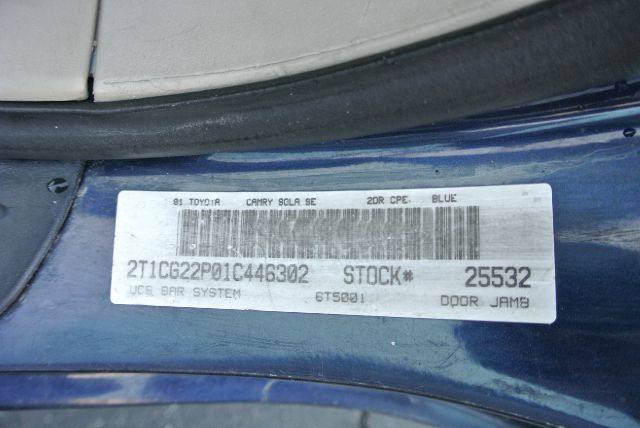 01 TOYOTA CAMRY SOLA SE 2DR CPE. BLUE
2T1CG22P01C446302 STOCK# 25532
UCS BAR SYSTEM 6T5001 DOOR JAMB